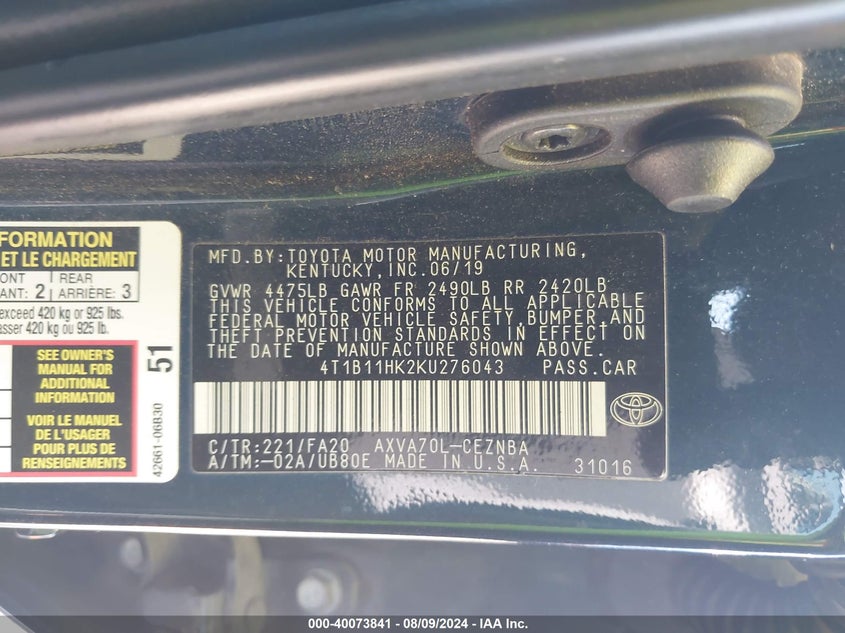 FORMATION
ET LE CHARGEMENT
ONT 2 REAR 3
ANT: ARRIÈRE:
exceed 420 kg or 925 lbs.
asser 420 kg ou 925 lb.
SEE OWNER'S
MANUAL FOR
ADDITIONAL
INFORMATION
VOIR LE MANUEL
DE L'USAGER
POUR PLUS DE
RENSEIGNEMENTS
51
42661-06B30
MFD.BY:TOYOTA MOTOR MANUFACTURING,
KENTUCKY,INC.06/19
GVWR 4475LB GAWR FR 2490LB RR 2420LB
THIS VEHICLE CONFORMS TO ALL APPLICABLE
FEDERAL MOTOR VEHICLE SAFETY,BUMPER,AND
THEFT PREVENTION STANDARDS IN EFFECT ON
THE DATE OF MANUFACTURE SHOWN ABOVE.
4T1B11HK2KU276043 PASS.CAR
C/TR:221/FA20 AXVA70L-CEZNBA
A/TM:-02A/UB80E MADE IN U.S.A. 31016
000-40073841 - 08/09/2024 - IAA Inc.